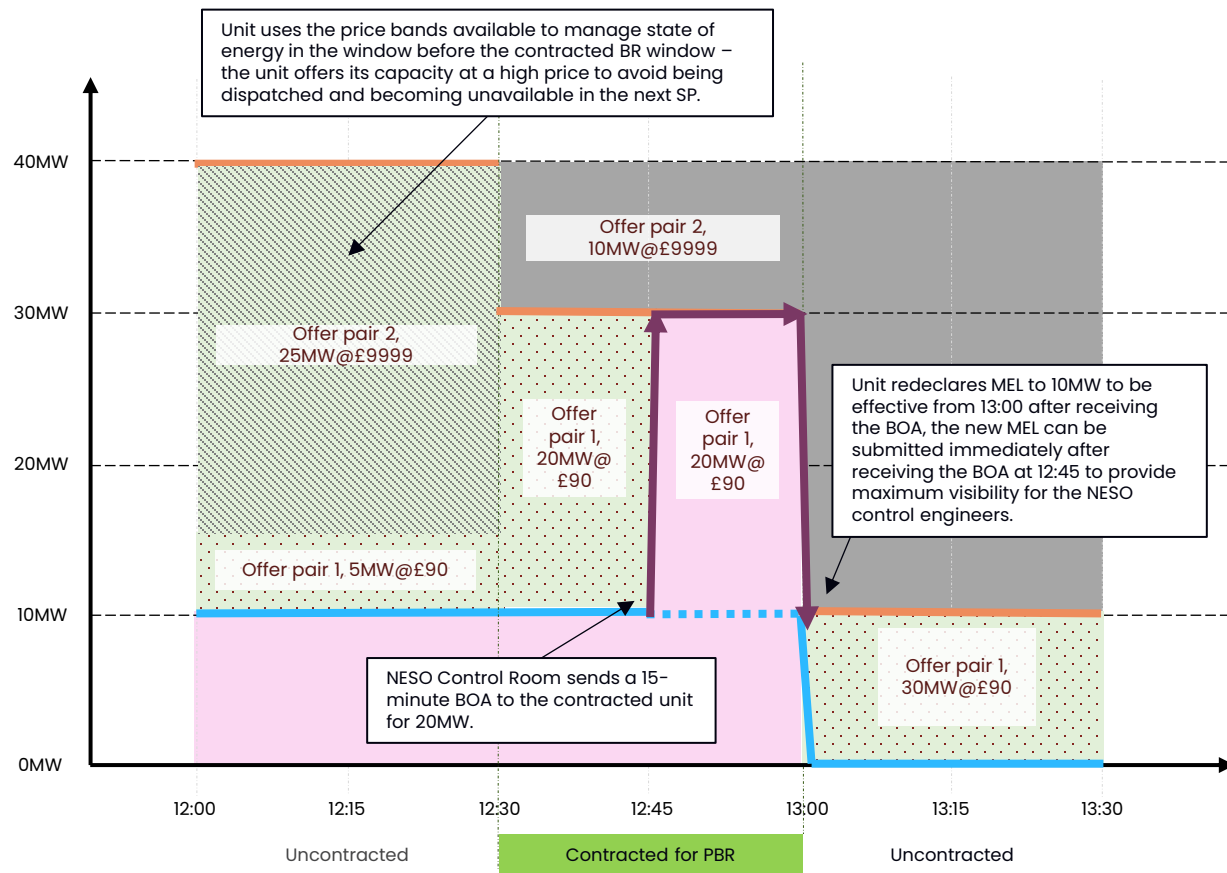 Unit uses the price bands available to manage state of
energy in the window before the contracted BR window –
the unit offers its capacity at a high price to avoid being
dispatched and becoming unavailable in the next SP.
40MW
Offer pair 2,
10MW@£9999
30MW
Offer pair 2,
25MW@£9999
Unit redeclares MEL to 10MW to be
effective from 13:00 after receiving
the BOA, the new MEL can be
submitted immediately after
receiving the BOA at 12:45 to provide
maximum visibility for the NESO
control engineers.
Offer
pair 1,
20MW@
£90
Offer
pair 1,
20MW@
£90
20MW
Offer pair 1, 5MW@£90
10MW
NESO Control Room sends a 15-
minute BOA to the contracted unit
for 20MW.
Offer pair 1,
30MW@£90
0MW
12:00
12:15
12:30
12:45
13:00
13:15
13:30
Uncontracted
Contracted for PBR
Uncontracted